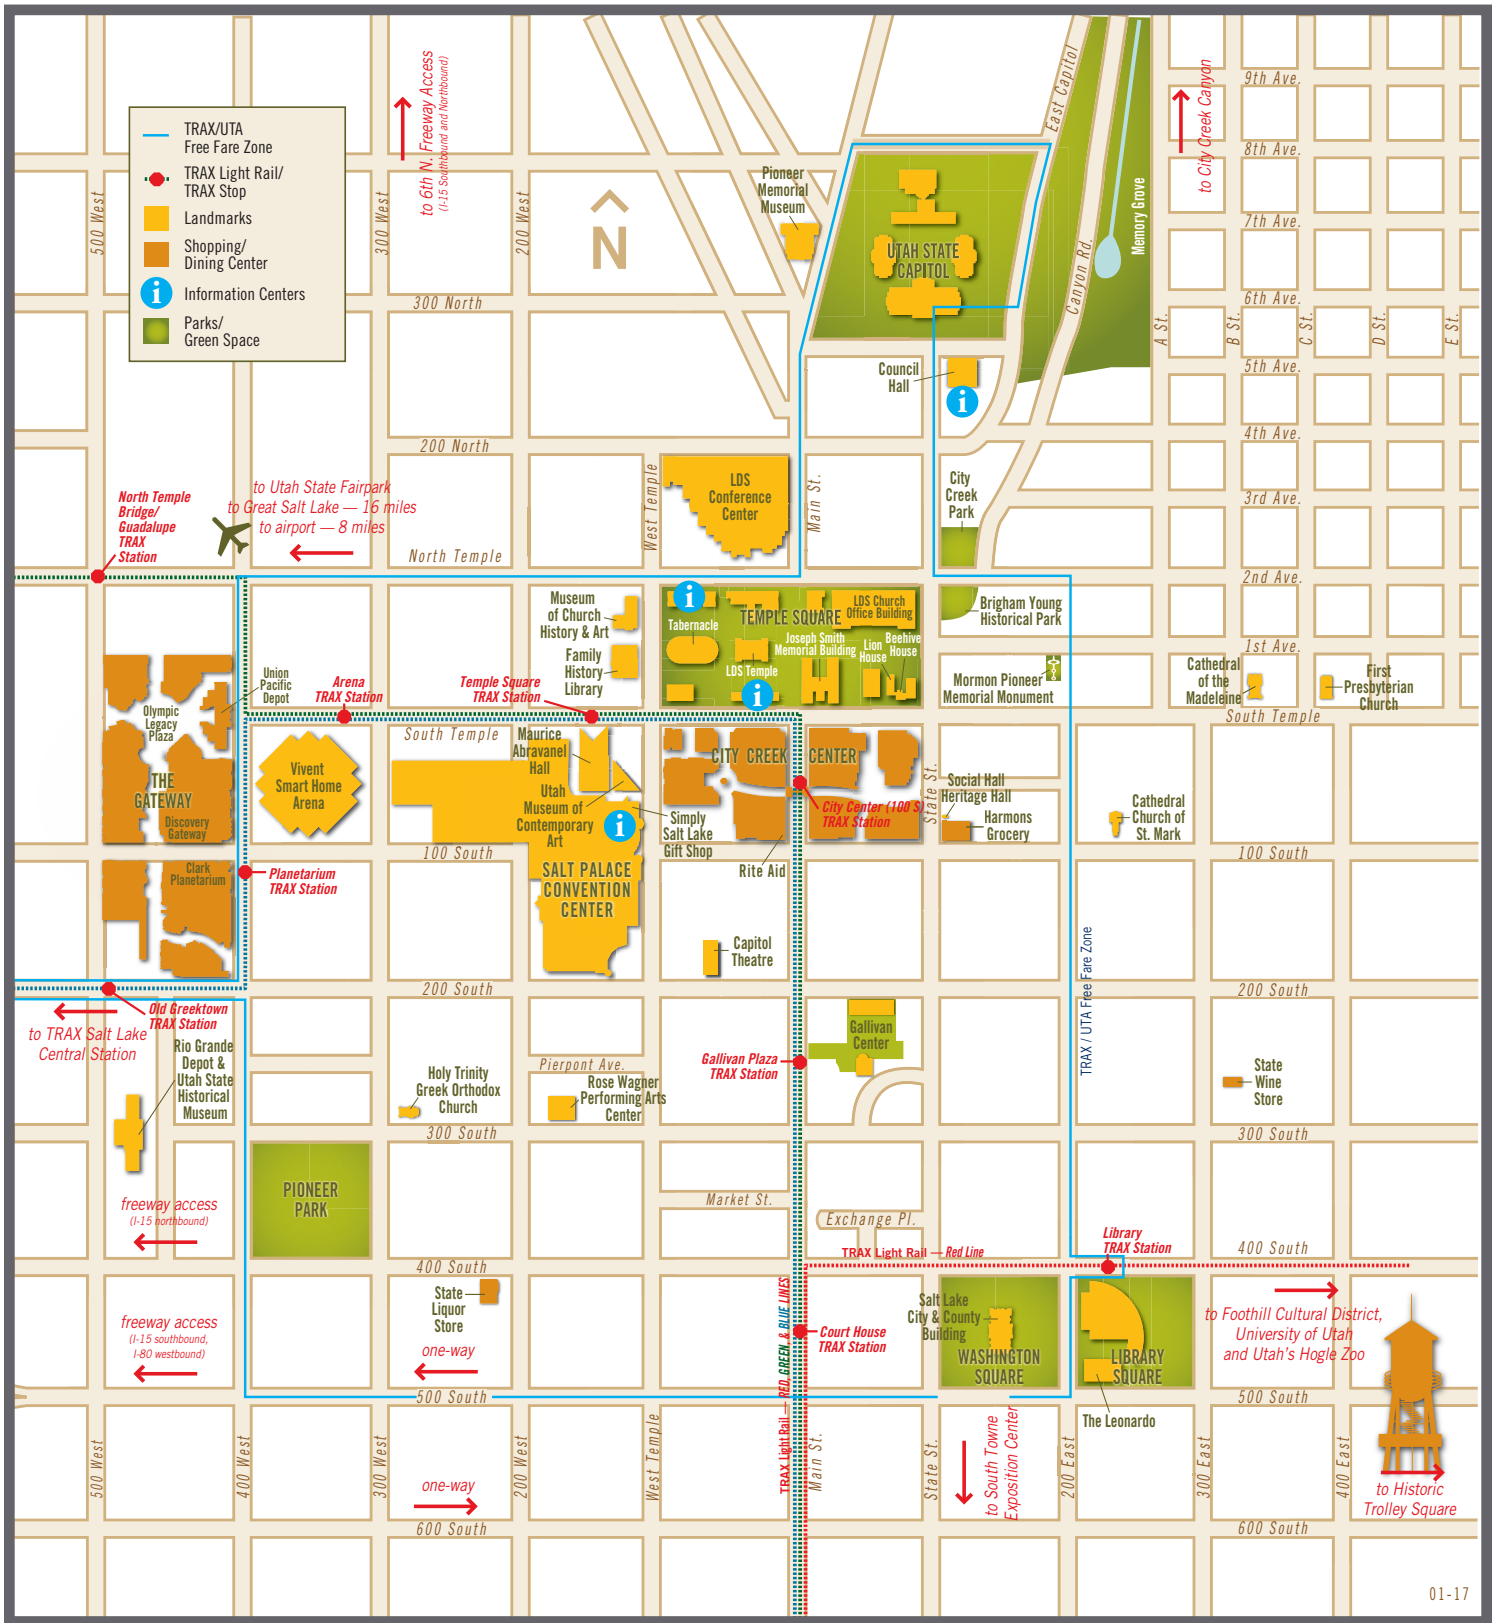 TRAX/UTA
Free Fare Zone
TRAX Light Rail/
TRAX Stop
Landmarks
Shopping/
Dining Center
i
Information Centers
Parks/
Green Space
500 West
300 West
200 West
to 6th N. Freeway Access
(I-15 Southbound and Northbound)
N
300 North
200 North
Pioneer
Memorial
Museum
UTAH STATE
CAPITOL
East Capitol
Canyon Rd.
Memory Grove
to City Creek Canyon
9th Ave.
8th Ave.
7th Ave.
6th Ave.
A St.
B St.
C St.
D St.
E St.
5th Ave.
4th Ave.
3rd Ave.
2nd Ave.
1st Ave.
Council
Hall
i
City
Creek
Park
North Temple
Bridge/
Guadalupe
TRAX
Station
to Utah State Fairpark
to Great Salt Lake — 16 miles
to airport — 8 miles
North Temple
West Temple
LDS
Conference
Center
Main St.
Museum
of Church
History & Art
Family
History
Library
i
Tabernacle
TEMPLE SQUARE
LDS Church
Office Building
Joseph Smith
Memorial Building
Lion
House
Beehive
House
LDS Temple
i
Brigham Young
Historical Park
Mormon Pioneer
Memorial Monument
Cathedral
of the
Madeleine
First
Presbyterian
Church
South Temple
Union
Pacific
Depot
Arena
TRAX Station
Temple Square
TRAX Station
Olympic
Legacy
Plaza
THE
GATEWAY
Discovery
Gateway
Clark
Planetarium
Vivent
Smart Home
Arena
South Temple
Maurice
Abravanel
Hall
Utah
Museum of
Contemporary
Art
i
Simply
Salt Lake
Gift Shop
CITY CREEK
CENTER
City Center (100 S)
TRAX Station
Rite Aid
State St.
Social Hall
Heritage Hall
Harmons
Grocery
Cathedral
Church of
St. Mark
100 South
100 South
Planetarium
TRAX Station
SALT PALACE
CONVENTION
CENTER
Capitol
Theatre
TRAX / UTA Free Fare Zone
200 South
200 South
Old Greektown
TRAX Station
to TRAX Salt Lake
Central Station
Rio Grande
Depot &
Utah State
Historical
Museum
Gallivan
Center
Gallivan Plaza
TRAX Station
Pierpont Ave.
Holy Trinity
Greek Orthodox
Church
Rose Wagner
Performing Arts
Center
State
Wine
Store
300 South
300 South
PIONEER
PARK
freeway access
(I-15 northbound)
Market St.
Exchange Pl.
TRAX Light Rail — Red Line
Library
TRAX Station
400 South
400 South
State
Liquor
Store
freeway access
(I-15 southbound,
I-80 westbound)
one-way
TRAX Light Rail — RED, GREEN, & BLUE LINES
Court House
TRAX Station
Salt Lake
City & County
Building
WASHINGTON
SQUARE
LIBRARY
SQUARE
The Leonardo
to Foothill Cultural District,
University of Utah
and Utah's Hogle Zoo
500 South
500 South
500 West
400 West
300 West
200 West
West Temple
Main St.
State St.
to South Towne
Exposition Center
200 East
300 East
400 East
one-way
to Historic
Trolley Square
600 South
600 South
01-17